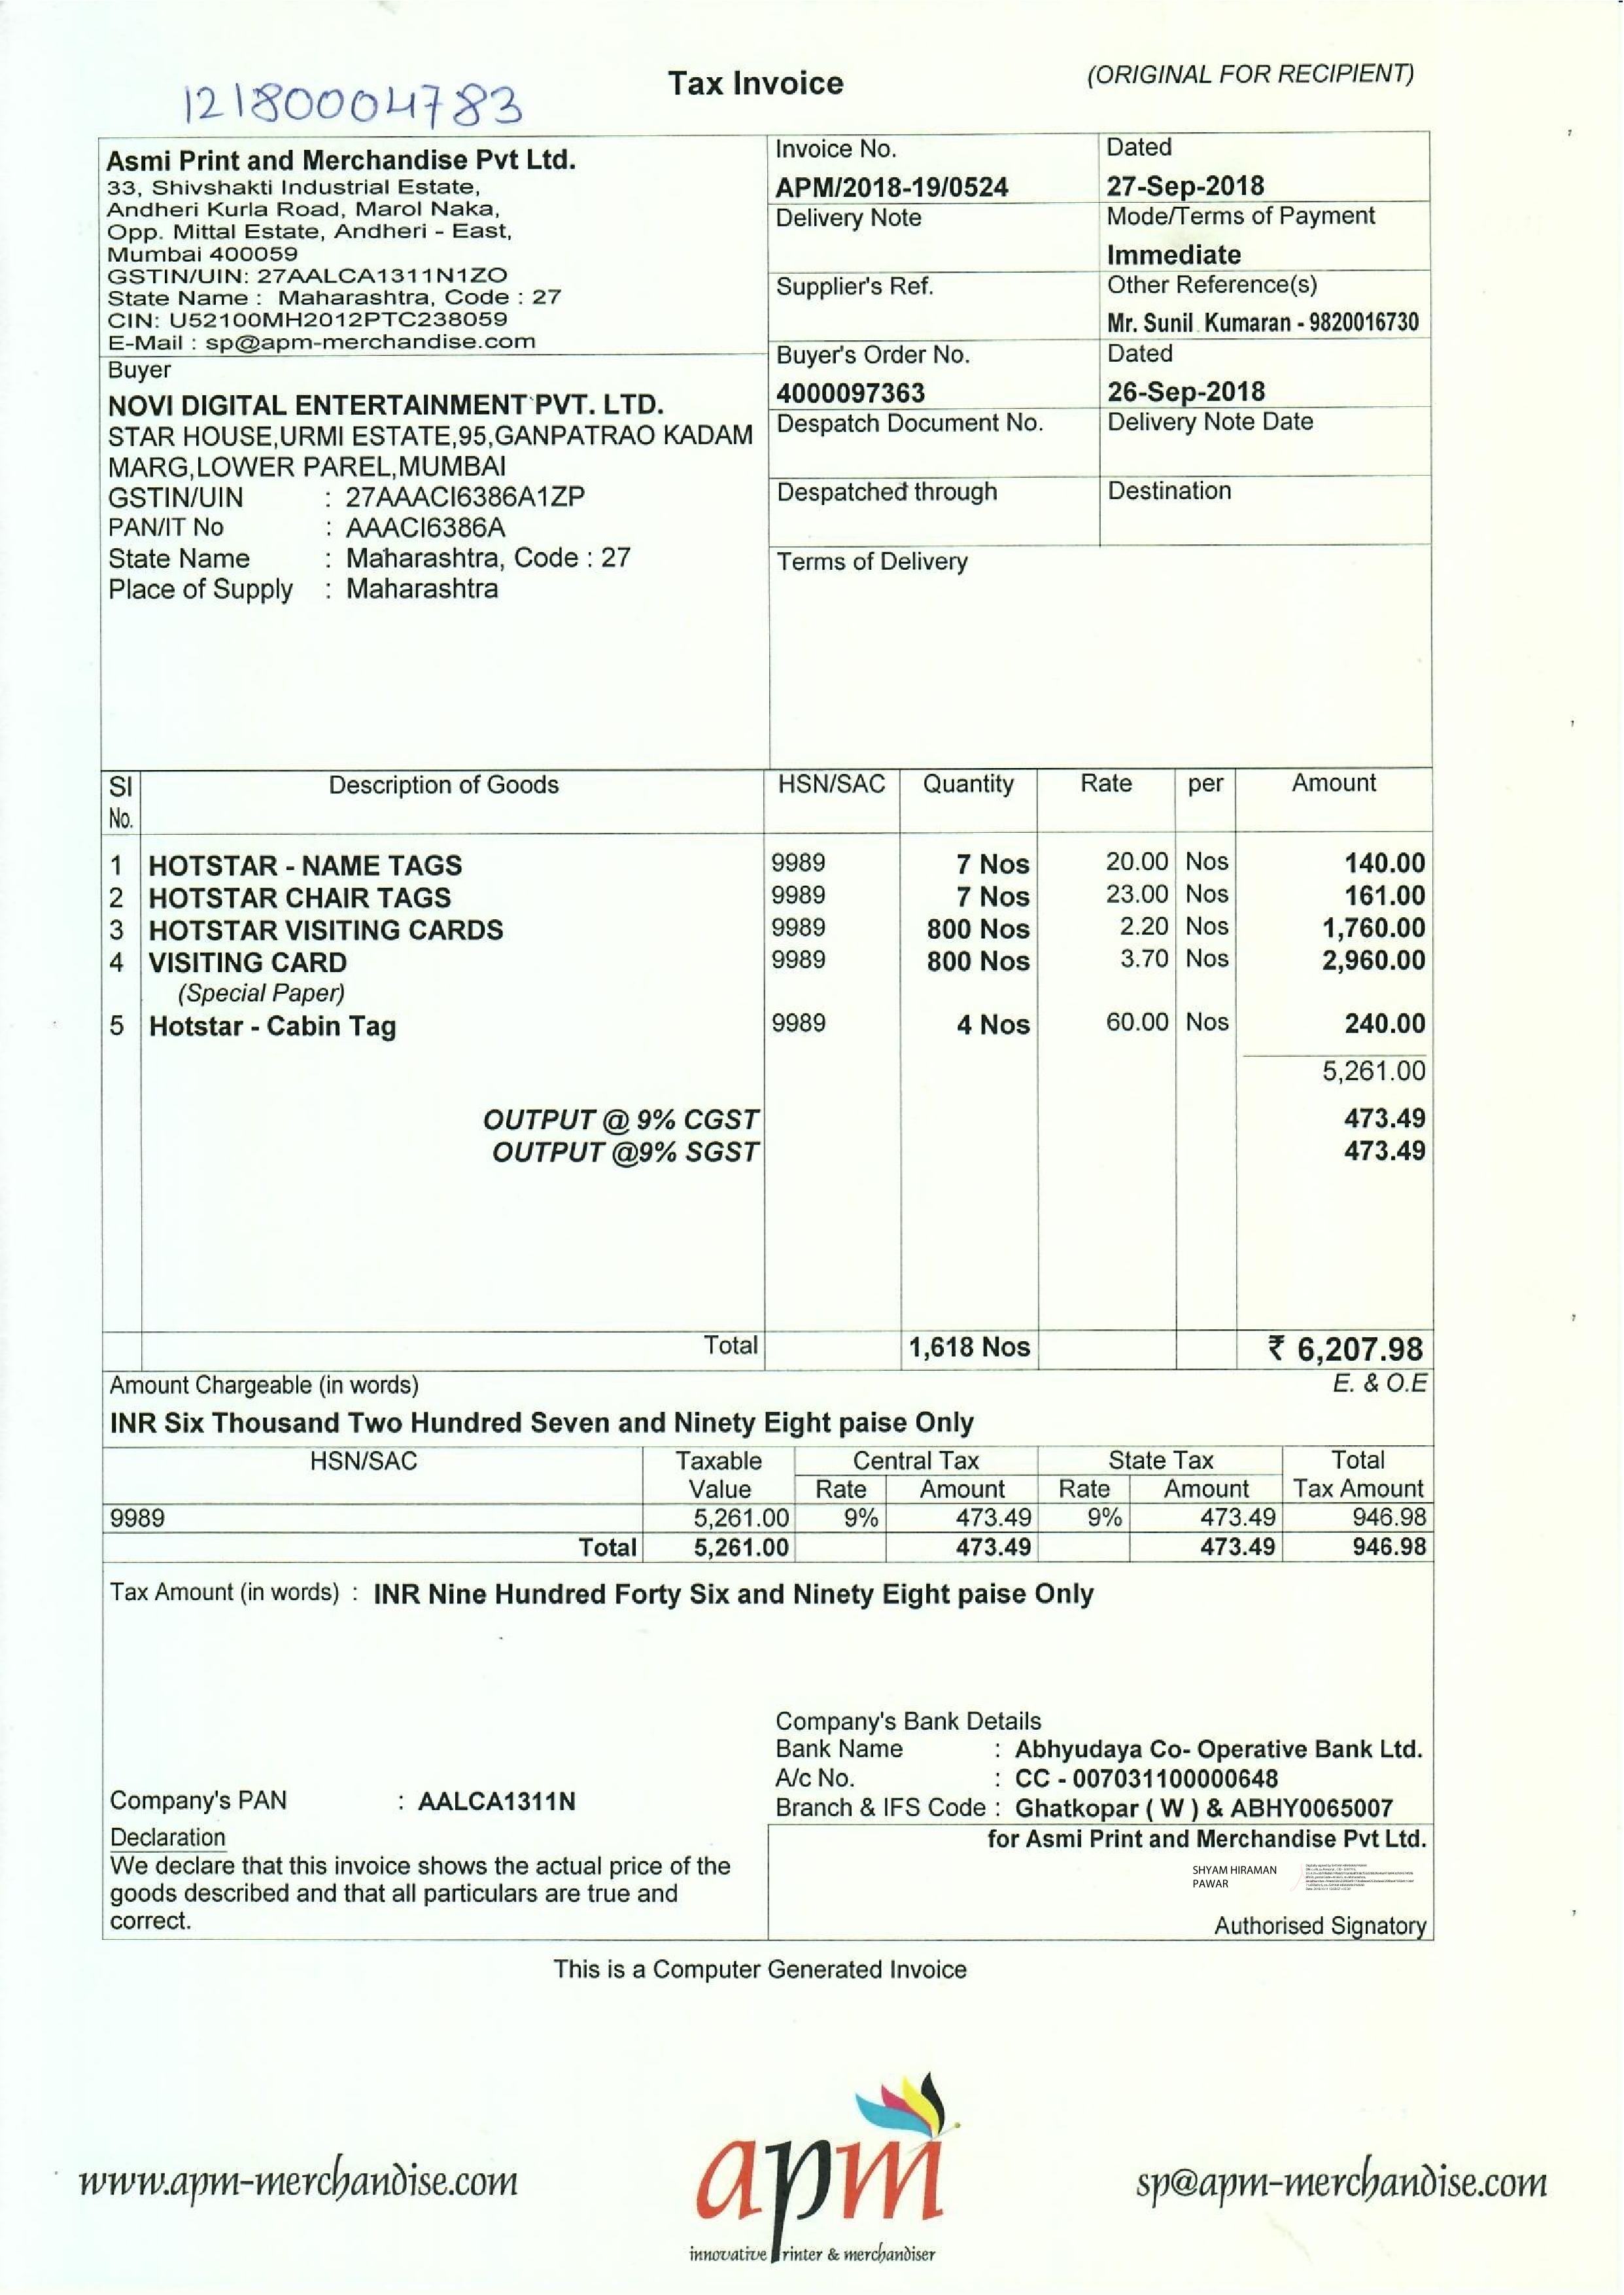 121800004783
Tax Invoice
(ORIGINAL FOR RECIPIENT)
Asmi Print and Merchandise Pvt Ltd.
33, Shivshakti Industrial Estate,
Andheri Kurla Road, Marol Naka,
Opp. Mittal Estate, Andheri - East,
Mumbai 400059
GSTIN/UIN: 27AALCA1311N1ZO
State Name : Maharashtra, Code : 27
CIN: U52100MH2012PTC238059
E-Mail : sp@apm-merchandise.com
Invoice No.
APM/2018-19/0524
Dated
27-Sep-2018
Delivery Note
Mode/Terms of Payment
Immediate
Supplier's Ref.
Other Reference(s)
Mr. Sunil Kumaran - 9820016730
Buyer
NOVI DIGITAL ENTERTAINMENT PVT. LTD.
STAR HOUSE,URMI ESTATE,95,GANPATRAO KADAM
MARG,LOWER PAREL,MUMBAI
GSTIN/UIN : 27AAACI6386A1ZP
PAN/IT No : AAACI6386A
State Name : Maharashtra, Code : 27
Place of Supply : Maharashtra
Buyer's Order No.
4000097363
Dated
26-Sep-2018
Despatch Document No.
Delivery Note Date
Despatched through
Destination
Terms of Delivery
Sl No. Description of Goods HSN/SAC Quantity Rate per Amount
1 HOTSTAR - NAME TAGS 9989 7 Nos 20.00 Nos 140.00
2 HOTSTAR CHAIR TAGS 9989 7 Nos 23.00 Nos 161.00
3 HOTSTAR VISITING CARDS 9989 800 Nos 2.20 Nos 1,760.00
4 VISITING CARD 9989 800 Nos 3.70 Nos 2,960.00
(Special Paper)
5 Hotstar - Cabin Tag 9989 4 Nos 60.00 Nos 240.00
5,261.00
OUTPUT @ 9% CGST 473.49
OUTPUT @9% SGST 473.49
Total 1,618 Nos ₹ 6,207.98
Amount Chargeable (in words) E. & O.E
INR Six Thousand Two Hundred Seven and Ninety Eight paise Only
HSN/SAC Taxable Central Tax State Tax Total
Value Rate Amount Rate Amount Tax Amount
9989 5,261.00 9% 473.49 9% 473.49 946.98
Total 5,261.00 473.49 473.49 946.98
Tax Amount (in words) : INR Nine Hundred Forty Six and Ninety Eight paise Only
Company's Bank Details
Bank Name : Abhyudaya Co- Operative Bank Ltd.
A/c No. : CC - 007031100000648
Branch & IFS Code : Ghatkopar ( W ) & ABHY0065007
Company's PAN : AALCA1311N
Declaration
We declare that this invoice shows the actual price of the
goods described and that all particulars are true and
correct.
for Asmi Print and Merchandise Pvt Ltd.
SHYAM HIRAMAN
PAWAR
Authorised Signatory
This is a Computer Generated Invoice
www.apm-merchandise.com
apm
innovative Printer & merchandiser
sp@apm-merchandise.com